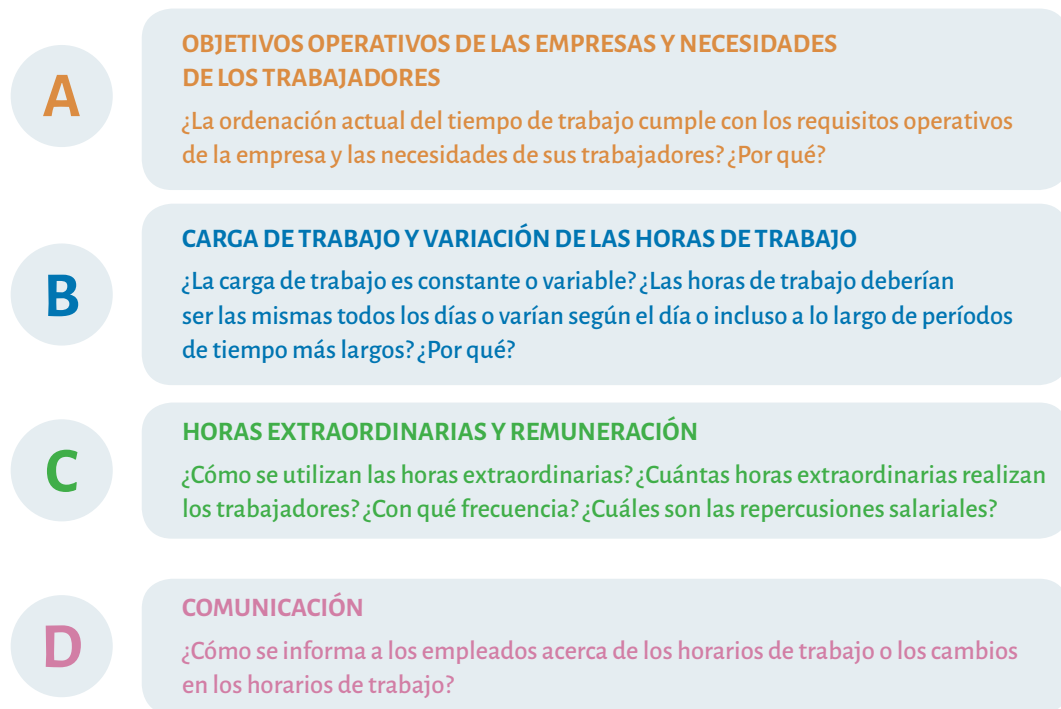 A
OBJETIVOS OPERATIVOS DE LAS EMPRESAS Y NECESIDADES
DE LOS TRABAJADORES
¿La ordenación actual del tiempo de trabajo cumple con los requisitos operativos
de la empresa y las necesidades de sus trabajadores? ¿Por qué?
B
CARGA DE TRABAJO Y VARIACIÓN DE LAS HORAS DE TRABAJO
¿La carga de trabajo es constante o variable? ¿Las horas de trabajo deberían
ser las mismas todos los días o varían según el día o incluso a lo largo de períodos
de tiempo más largos? ¿Por qué?
C
HORAS EXTRAORDINARIAS Y REMUNERACIÓN
¿Cómo se utilizan las horas extraordinarias? ¿Cuántas horas extraordinarias realizan
los trabajadores? ¿Con qué frecuencia? ¿Cuáles son las repercusiones salariales?
D
COMUNICACIÓN
¿Cómo se informa a los empleados acerca de los horarios de trabajo o los cambios
en los horarios de trabajo?